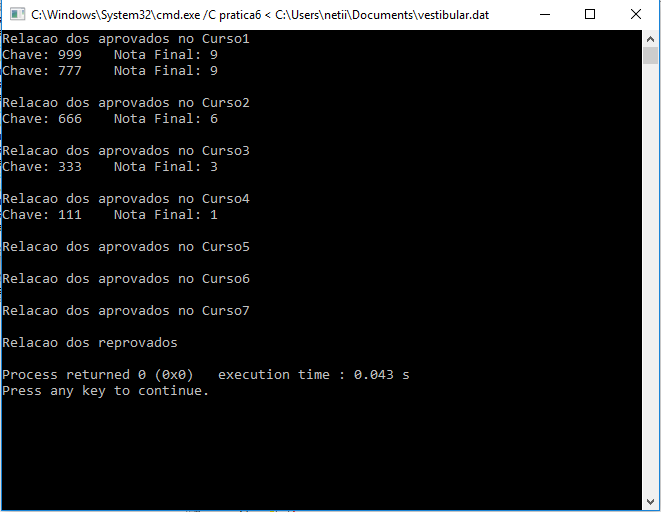 C:\Windows\System32\cmd.exe /C pratica6 < C:\Users\netii\Documents\vestibular.dat
Relacao dos aprovados no Curso1
Chave: 999    Nota Final: 9
Chave: 777    Nota Final: 9
Relacao dos aprovados no Curso2
Chave: 666    Nota Final: 6
Relacao dos aprovados no Curso3
Chave: 333    Nota Final: 3
Relacao dos aprovados no Curso4
Chave: 111    Nota Final: 1
Relacao dos aprovados no Curso5
Relacao dos aprovados no Curso6
Relacao dos aprovados no Curso7
Relacao dos reprovados
Process returned 0 (0x0)   execution time : 0.043 s
Press any key to continue.